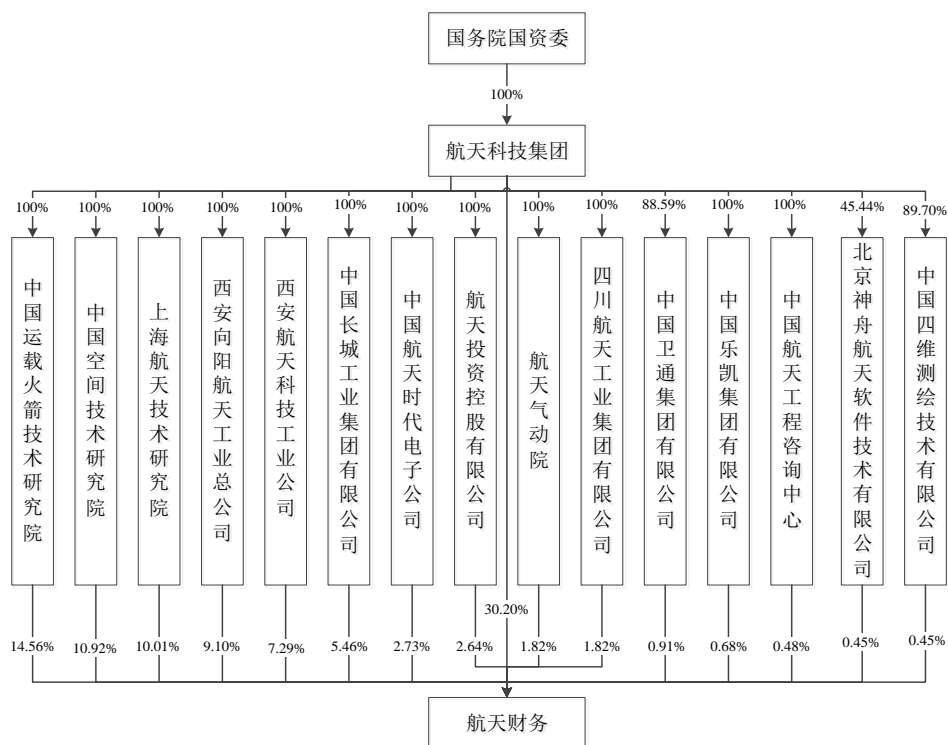 国务院国资委
100%
航天科技集团
100%
100%
100%
100%
100%
100%
100%
100%
100%
100%
88.59%
100%
100%
45.44%
89.70%
中国运载火箭技术研究院
中国空间技术研究院
上海航天技术研究院
西安向阳航天工业总公司
西安航天科技工业公司
中国长城工业集团有限公司
中国航天时代电子公司
航天投资控股有限公司
航天气动院
四川航天工业集团有限公司
中国卫通集团有限公司
中国乐凯集团有限公司
中国航天工程咨询中心
北京神舟航天软件技术有限公司
中国四维测绘技术有限公司
30.20%
14.56%
10.92%
10.01%
9.10%
7.29%
5.46%
2.73%
2.64%
1.82%
1.82%
0.91%
0.68%
0.48%
0.45%
0.45%
航天财务